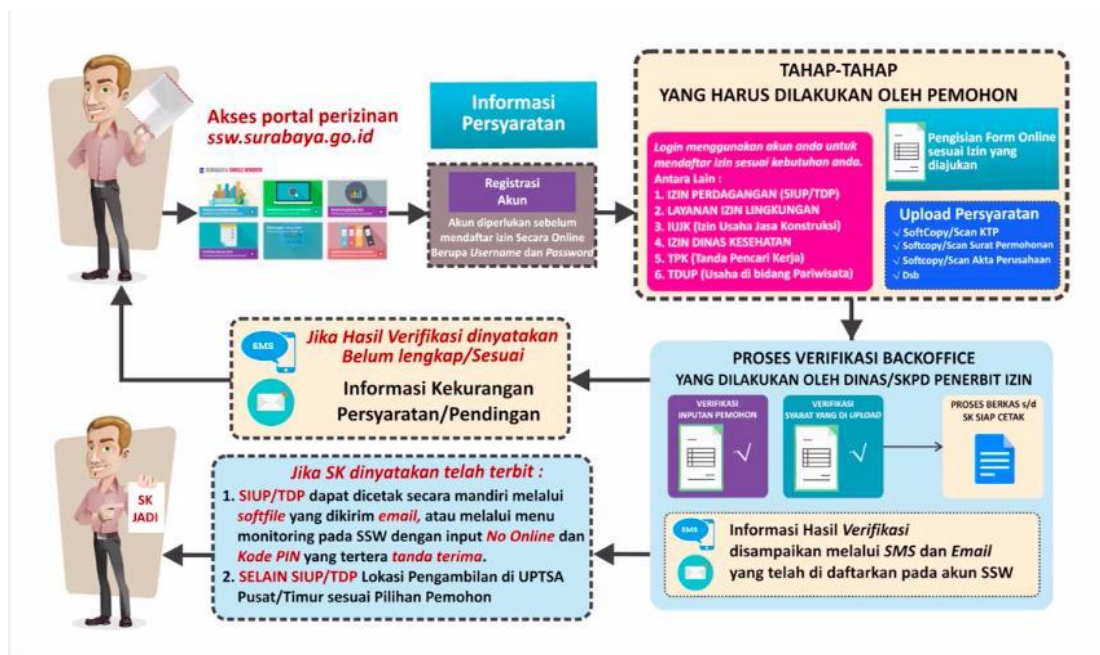 Akses portal perizinan
ssw.surabaya.go.id
SURABAYA SINGLE WINDOW
Informasi
Persyaratan
Registrasi
Akun
Akun diperlukan sebelum
mendaftar izin Secara Online
Berupa Username dan Password
TAHAP-TAHAP
YANG HARUS DILAKUKAN OLEH PEMOHON
Login menggunakan akun anda untuk
mendaftar izin sesuai kebutuhan anda.
Antara Lain :
1. IZIN PERDAGANGAN (SIUP/TDP)
2. LAYANAN IZIN LINGKUNGAN
3. IUJK (Izin Usaha Jasa Konstruksi)
4. IZIN DINAS KESEHATAN
5. TPK (Tanda Pencari Kerja)
6. TDUP (Usaha di bidang Pariwisata)
Pengisian Form Online
sesuai Izin yang
diajukan
Upload Persyaratan
√ SoftCopy/Scan KTP
√ Softcopy/Scan Surat Permohonan
√ Softcopy/Scan Akta Perusahaan
√ Dsb
PROSES VERIFIKASI BACKOFFICE
YANG DILAKUKAN OLEH DINAS/SKPD PENERBIT IZIN
VERIFIKASI
INPUTAN PEMOHON
√
VERIFIKASI
SYARAT YANG DI UPLOAD
√
PROSES BERKAS s/d
SK SIAP CETAK
SMS
Informasi Hasil Verifikasi
disampaikan melalui SMS dan Email
yang telah di daftarkan pada akun SSW
SMS
Jika Hasil Verifikasi dinyatakan
Belum lengkap/Sesuai
Informasi Kekurangan
Persyaratan/Pendingan
SK
JADI
Jika SK dinyatakan telah terbit :
1. SIUP/TDP dapat dicetak secara mandiri melalui
softfile yang dikirim email, atau melalui menu
monitoring pada SSW dengan input No Online dan
Kode PIN yang tertera tanda terima.
2. SELAIN SIUP/TDP Lokasi Pengambilan di UPTSA
Pusat/Timur sesuai Pilihan Pemohon